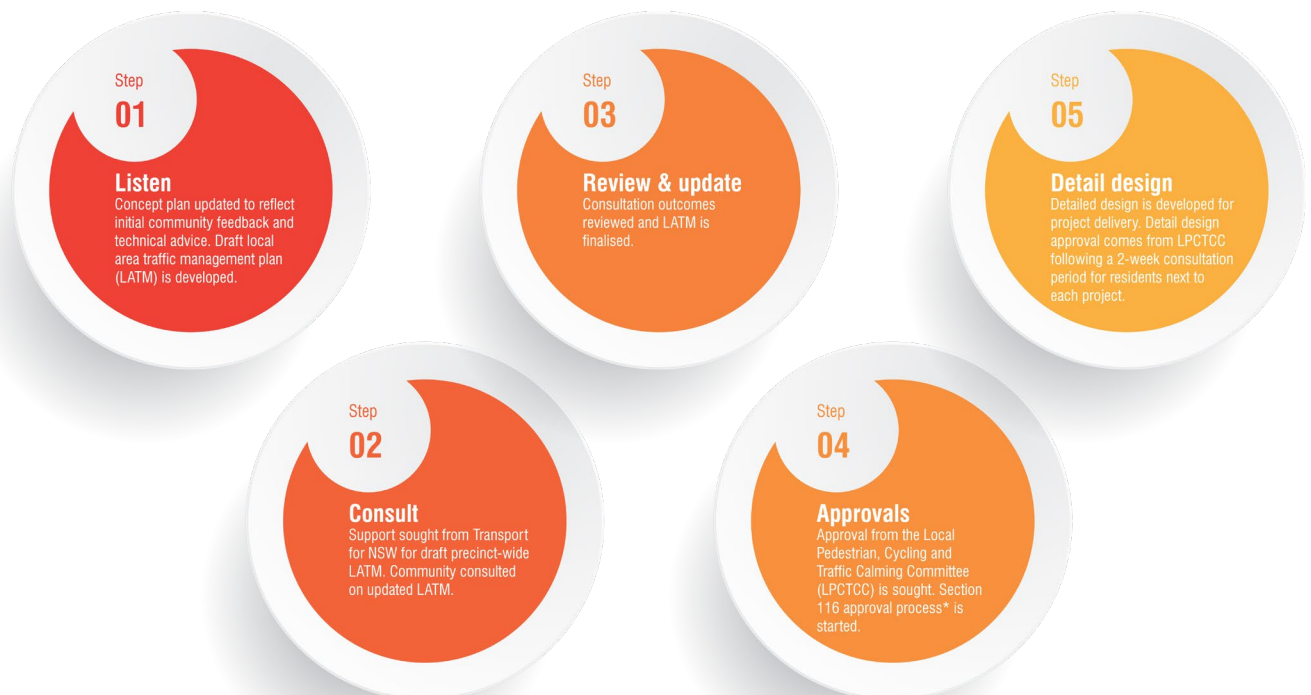 Step
01
Listen
Concept plan updated to reflect
initial community feedback and
technical advice. Draft local
area traffic management plan
(LATM) is developed.
Step
02
Consult
Support sought from Transport
for NSW for draft precinct-wide
LATM. Community consulted
on updated LATM.
Step
03
Review & update
Consultation outcomes
reviewed and LATM is
finalised.
Step
04
Approvals
Approval from the Local
Pedestrian, Cycling and
Traffic Calming Committee
(LPCTCC) is sought. Section
116 approval process* is
started.
Step
05
Detail design
Detailed design is developed for
project delivery. Detail design
approval comes from LPCTCC
following a 2-week consultation
period for residents next to
each project.